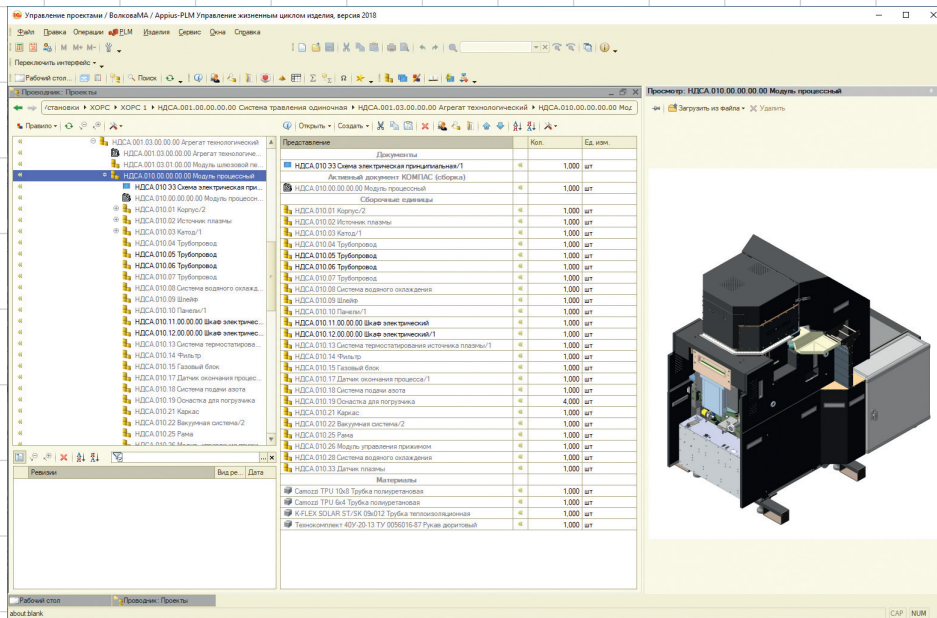 Управление проектами / ВолковаМА / Appius-PLM Управление жизненным циклом изделия, версия 2018
Файл Правка Операции PLM Изделия Сервис Окна Справка
M M+ M-
Переключить интерфейс
Рабочий стол... Поиск
Проводник: Проекты
/становки ▸ ХОРС ▸ ХОРС 1 ▸ НДСА.001.00.00.00.00 Система травления одиночная ▸ НДСА.001.03.00.00.00 Агрегат технологический ▸ НДСА.010.00.00.00.00 Мод
Правило
НДСА.001.03.00.00.00 Агрегат технологический
НДСА.001.03.00.00.00 Агрегат технологиче...
НДСА.001.03.01.00.00 Модуль шлюзовой пе...
НДСА.010.00.00.00.00 Модуль процессный
НДСА.010 ЭЗ Схема электрическая при...
НДСА.010.00.00.00.00 Модуль процессн...
НДСА.010.01 Корпус/2
НДСА.010.02 Источник плазмы
НДСА.010.03 Катод/1
НДСА.010.04 Трубопровод
НДСА.010.05 Трубопровод
НДСА.010.06 Трубопровод
НДСА.010.07 Трубопровод
НДСА.010.08 Система водяного охлажд...
НДСА.010.09 Шлейф
НДСА.010.10 Панели/1
НДСА.010.11.00.00.00 Шкаф электричес...
НДСА.010.12.00.00.00 Шкаф электричес...
НДСА.010.13 Система термостатирова...
НДСА.010.14 Фильтр
НДСА.010.15 Газовый блок
НДСА.010.17 Датчик окончания процес...
НДСА.010.18 Система подачи азота
НДСА.010.19 Оснастка для погрузчика
НДСА.010.21 Каркас
НДСА.010.22 Вакуумная система/2
НДСА.010.25 Рама
НДСА.010.26 Модуль управления прижи...
Ревизии Вид ре... Дата
Открыть Создать
Представление Кол. Ед. изм.
Документы
НДСА.010 ЭЗ Схема электрическая принципиальная/1 1,000 шт
Активный документ КОМПАС (сборка)
НДСА.010.00.00.00.00 Модуль процессный 1,000 шт
Сборочные единицы
НДСА.010.01 Корпус/2 1,000 шт
НДСА.010.02 Источник плазмы 1,000 шт
НДСА.010.03 Катод/1 1,000 шт
НДСА.010.04 Трубопровод 1,000 шт
НДСА.010.05 Трубопровод 1,000 шт
НДСА.010.06 Трубопровод 1,000 шт
НДСА.010.07 Трубопровод 1,000 шт
НДСА.010.08 Система водяного охлаждения 1,000 шт
НДСА.010.09 Шлейф 1,000 шт
НДСА.010.10 Панели/1 1,000 шт
НДСА.010.11.00.00.00 Шкаф электрический 1,000 шт
НДСА.010.12.00.00.00 Шкаф электрический/1 1,000 шт
НДСА.010.13 Система термостатирования источника плазмы/1 1,000 шт
НДСА.010.14 Фильтр 1,000 шт
НДСА.010.15 Газовый блок 1,000 шт
НДСА.010.17 Датчик окончания процесса/1 1,000 шт
НДСА.010.18 Система подачи азота 1,000 шт
НДСА.010.19 Оснастка для погрузчика 4,000 шт
НДСА.010.21 Каркас 1,000 шт
НДСА.010.22 Вакуумная система/2 1,000 шт
НДСА.010.25 Рама 1,000 шт
НДСА.010.26 Модуль управления прижимом 1,000 шт
НДСА.010.28 Система водяного охлаждения 1,000 шт
НДСА.010.33 Датчик плазмы 1,000 шт
Материалы
Camozzi TPU 10x8 Трубка полиуретановая 1,000 шт
Camozzi TPU 6x4 Трубка полиуретановая 1,000 шт
K-FLEX SOLAR ST/SK 09x012 Трубка теплоизоляционная 1,000 шт
Технокомплект 40У-20-13 ТУ 0056016-87 Рукав дюритовый 1,000 шт
Просмотр: НДСА.010.00.00.00.00 Модуль процессный
Загрузить из файла Удалить
Рабочий стол Проводник: Проекты
about:blank CAP NUM